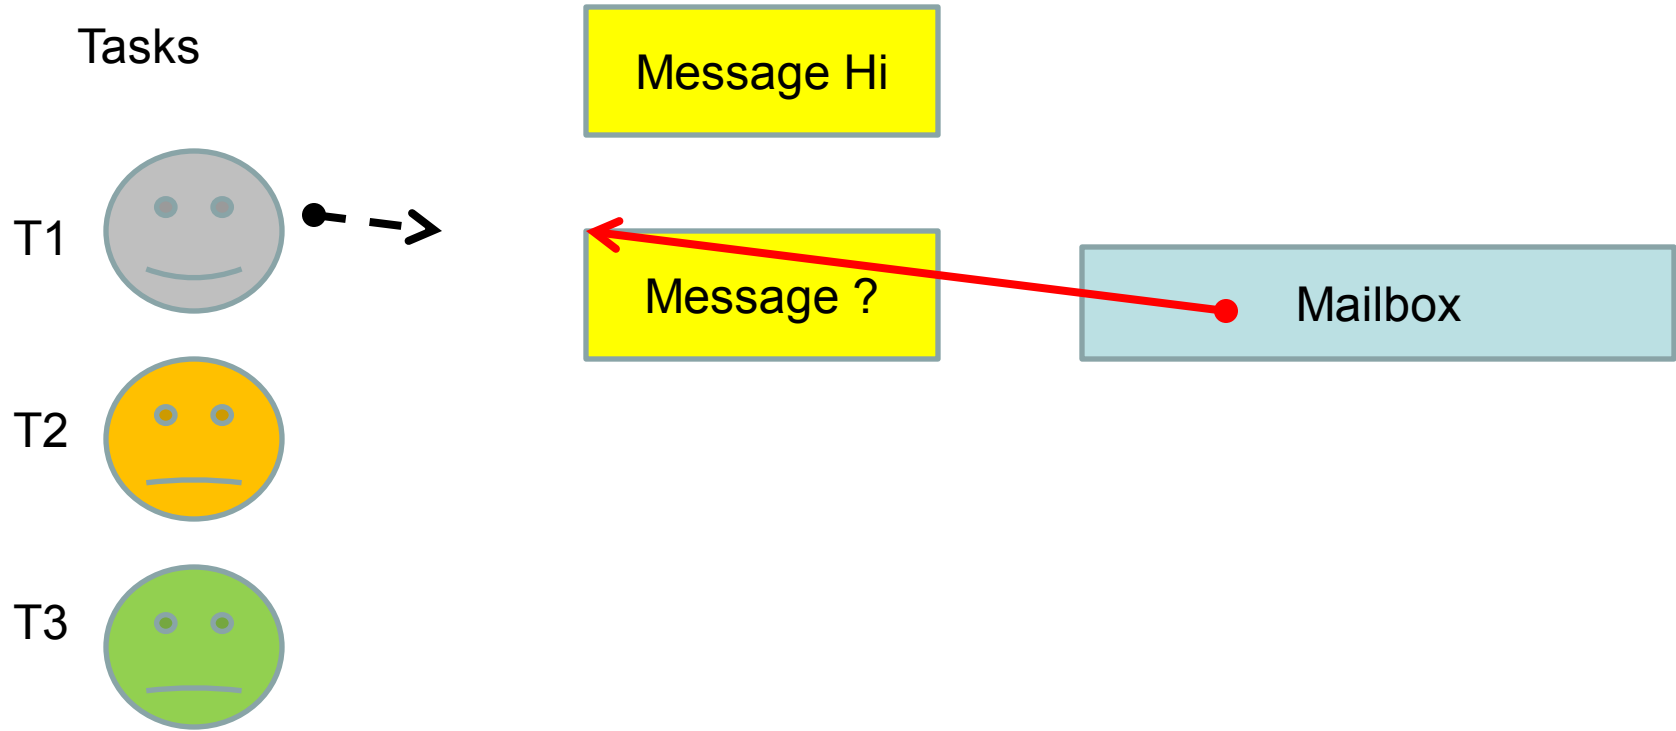 Tasks
Message Hi
T1
Message ?
Mailbox
T2
T3